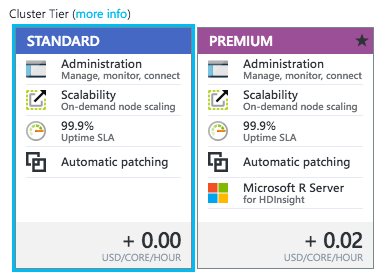 Cluster Tier (more info)
STANDARD
Administration
Manage, monitor, connect
Scalability
On-demand node scaling
99.9%
Uptime SLA
Automatic patching
+ 0.00
USD/CORE/HOUR
PREMIUM
Administration
Manage, monitor, connect
Scalability
On-demand node scaling
99.9%
Uptime SLA
Automatic patching
Microsoft R Server
for HDInsight
+ 0.02
USD/CORE/HOUR